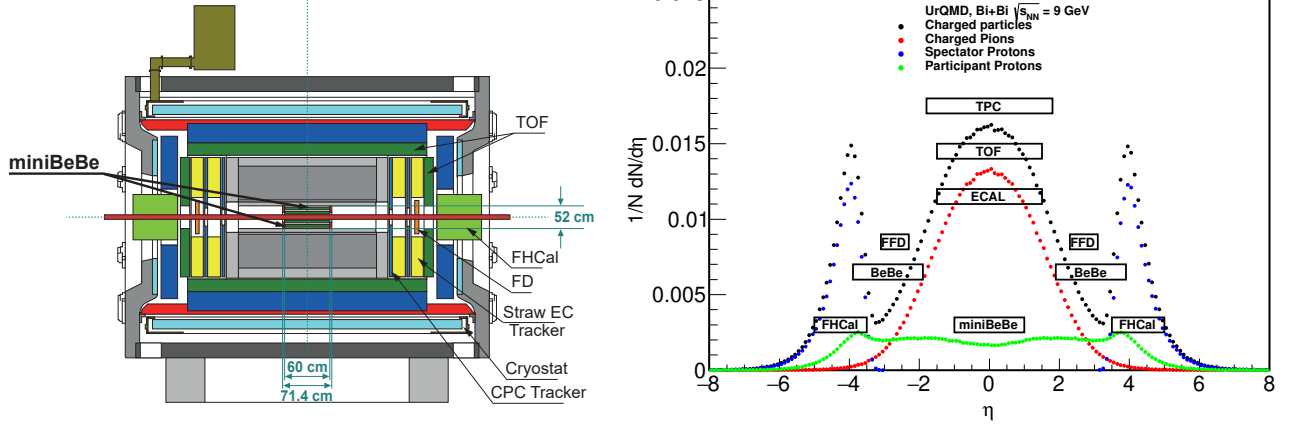 miniBeBe
TOF
52 cm
FHCal
FD
Straw EC
Tracker
Cryostat
CPC Tracker
60 cm
71.4 cm
UrQMD, Bi+Bi √sNN = 9 GeV
Charged particles
Charged Pions
Spectator Protons
Participant Protons
1/N dN/dη
0.02
0.015
0.01
0.005
0
TPC
TOF
ECAL
FFD
FFD
BeBe
BeBe
FHCal
miniBeBe
FHCal
−8
−6
−4
−2
0
2
4
6
8
η